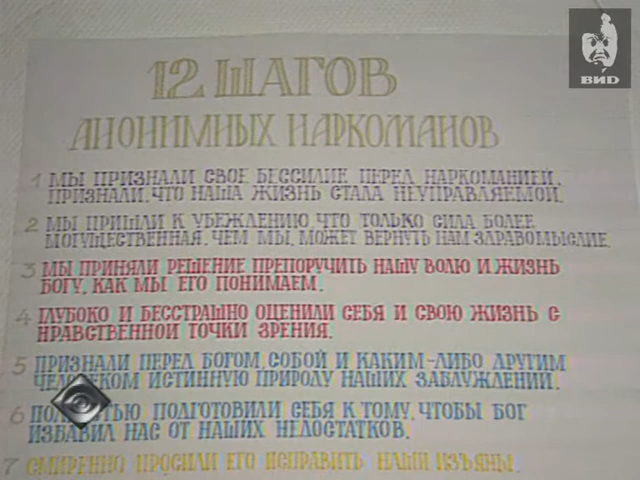 ВИD
12 ШАГОВ
АНОНИМНЫХ НАРКОМАНОВ
1 МЫ ПРИЗНАЛИ СВОЕ БЕССИЛИЕ ПЕРЕД НАРКОМАНИЕЙ,
ПРИЗНАЛИ, ЧТО НАША ЖИЗНЬ СТАЛА НЕУПРАВЛЯЕМОЙ.
2 МЫ ПРИШЛИ К УБЕЖДЕНИЮ ЧТО ТОЛЬКО СИЛА БОЛЕЕ
МОГУЩЕСТВЕННАЯ, ЧЕМ МЫ, МОЖЕТ ВЕРНУТЬ НАМ ЗДРАВОМЫСЛИЕ.
3 МЫ ПРИНЯЛИ РЕШЕНИЕ ПРЕПОРУЧИТЬ НАШУ ВОЛЮ И ЖИЗНЬ
БОГУ, КАК МЫ ЕГО ПОНИМАЕМ.
4 ГЛУБОКО И БЕССТРАШНО ОЦЕНИЛИ СЕБЯ И СВОЮ ЖИЗНЬ С
НРАВСТВЕННОЙ ТОЧКИ ЗРЕНИЯ.
5 ПРИЗНАЛИ ПЕРЕД БОГОМ, СОБОЙ И КАКИМ-ЛИБО ДРУГИМ
ИСТИННУЮ ПРИРОДУ НАШИХ ЗАБЛУЖДЕНИЙ.
6 ПОДГОТОВИЛИ СЕБЯ К ТОМУ, ЧТОБЫ БОГ
ИЗБАВИЛ НАС ОТ НАШИХ НЕДОСТАТКОВ.
7 СМИРЕННО ПРОСИЛИ ЕГО ИСПРАВИТЬ НАШИ ИЗЪЯНЫ.